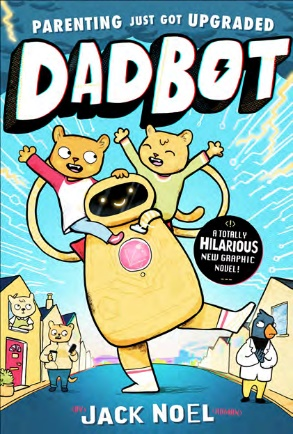 PARENTING JUST GOT UPGRADED
DADBOT
A TOTALLY
HILARIOUS
NEW GRAPHIC
NOVEL!
JACK NOEL